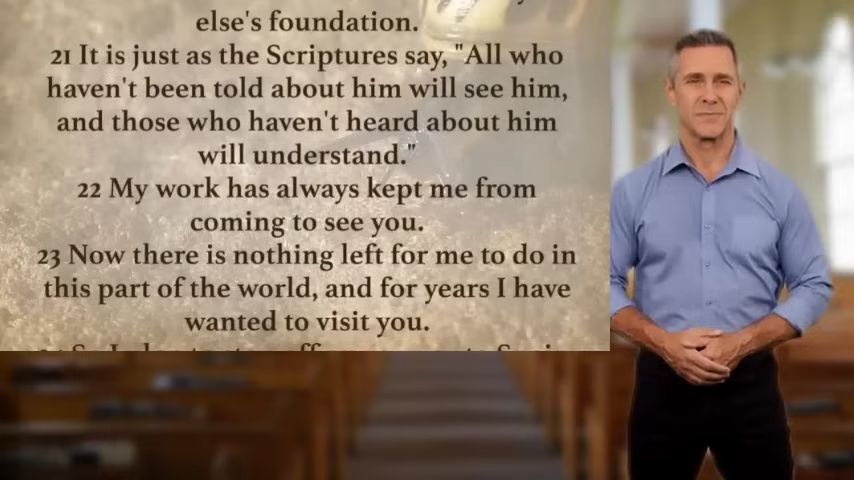 else's foundation.
21 It is just as the Scriptures say, "All who
haven't been told about him will see him,
and those who haven't heard about him
will understand."
22 My work has always kept me from
coming to see you.
23 Now there is nothing left for me to do in
this part of the world, and for years I have
wanted to visit you.